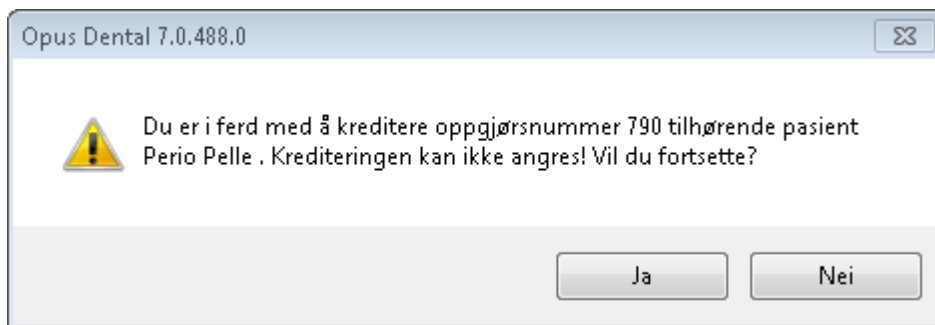 Opus Dental 7.0.488.0
Du er i ferd med å kreditere oppgjørsnummer 790 tilhørende pasient
Perio Pelle . Krediteringen kan ikke angres! Vil du fortsette?
Ja
Nei